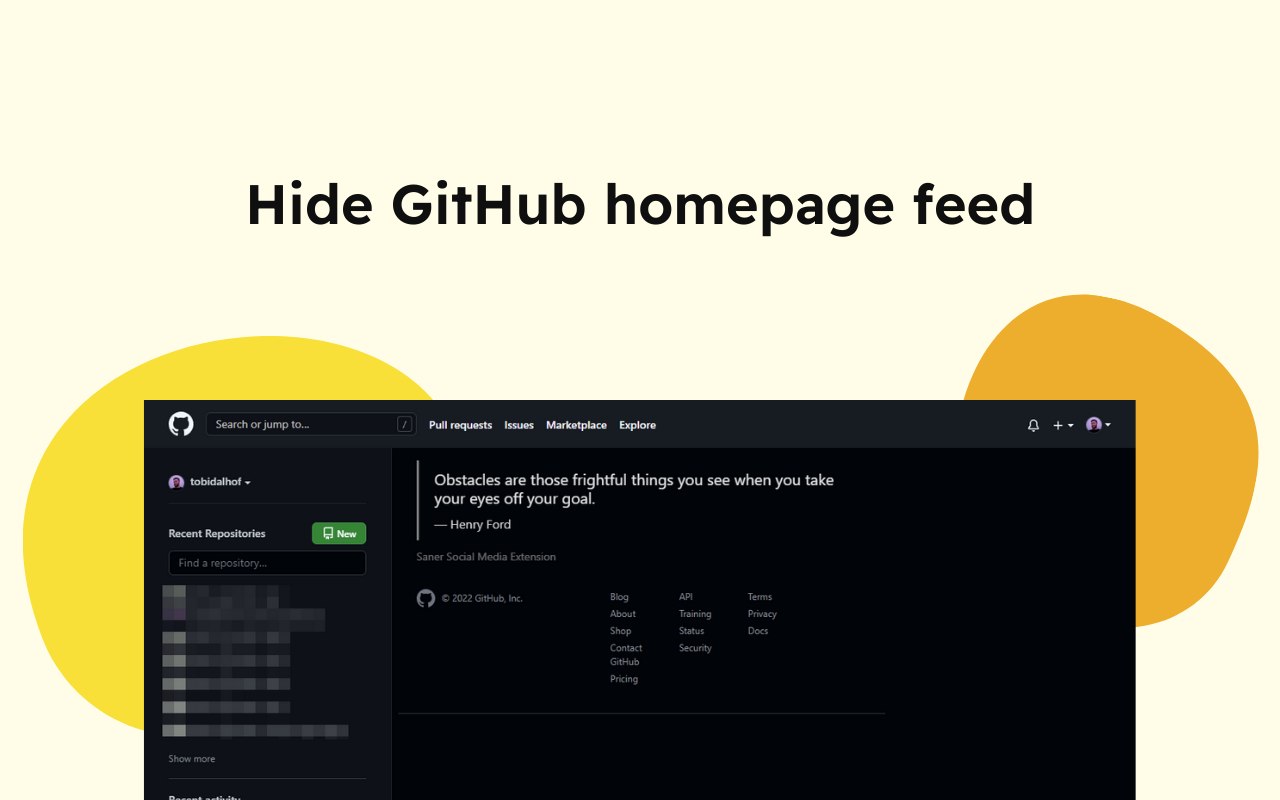 Hide GitHub homepage feed
Search or jump to...
/
Pull requests
Issues
Marketplace
Explore
tobidalhof
Recent Repositories
New
Find a repository...
Show more
Recent activity
Obstacles are those frightful things you see when you take
your eyes off your goal.
— Henry Ford
Saner Social Media Extension
© 2022 GitHub, Inc.
Blog
About
Shop
Contact
GitHub
Pricing
API
Training
Status
Security
Terms
Privacy
Docs